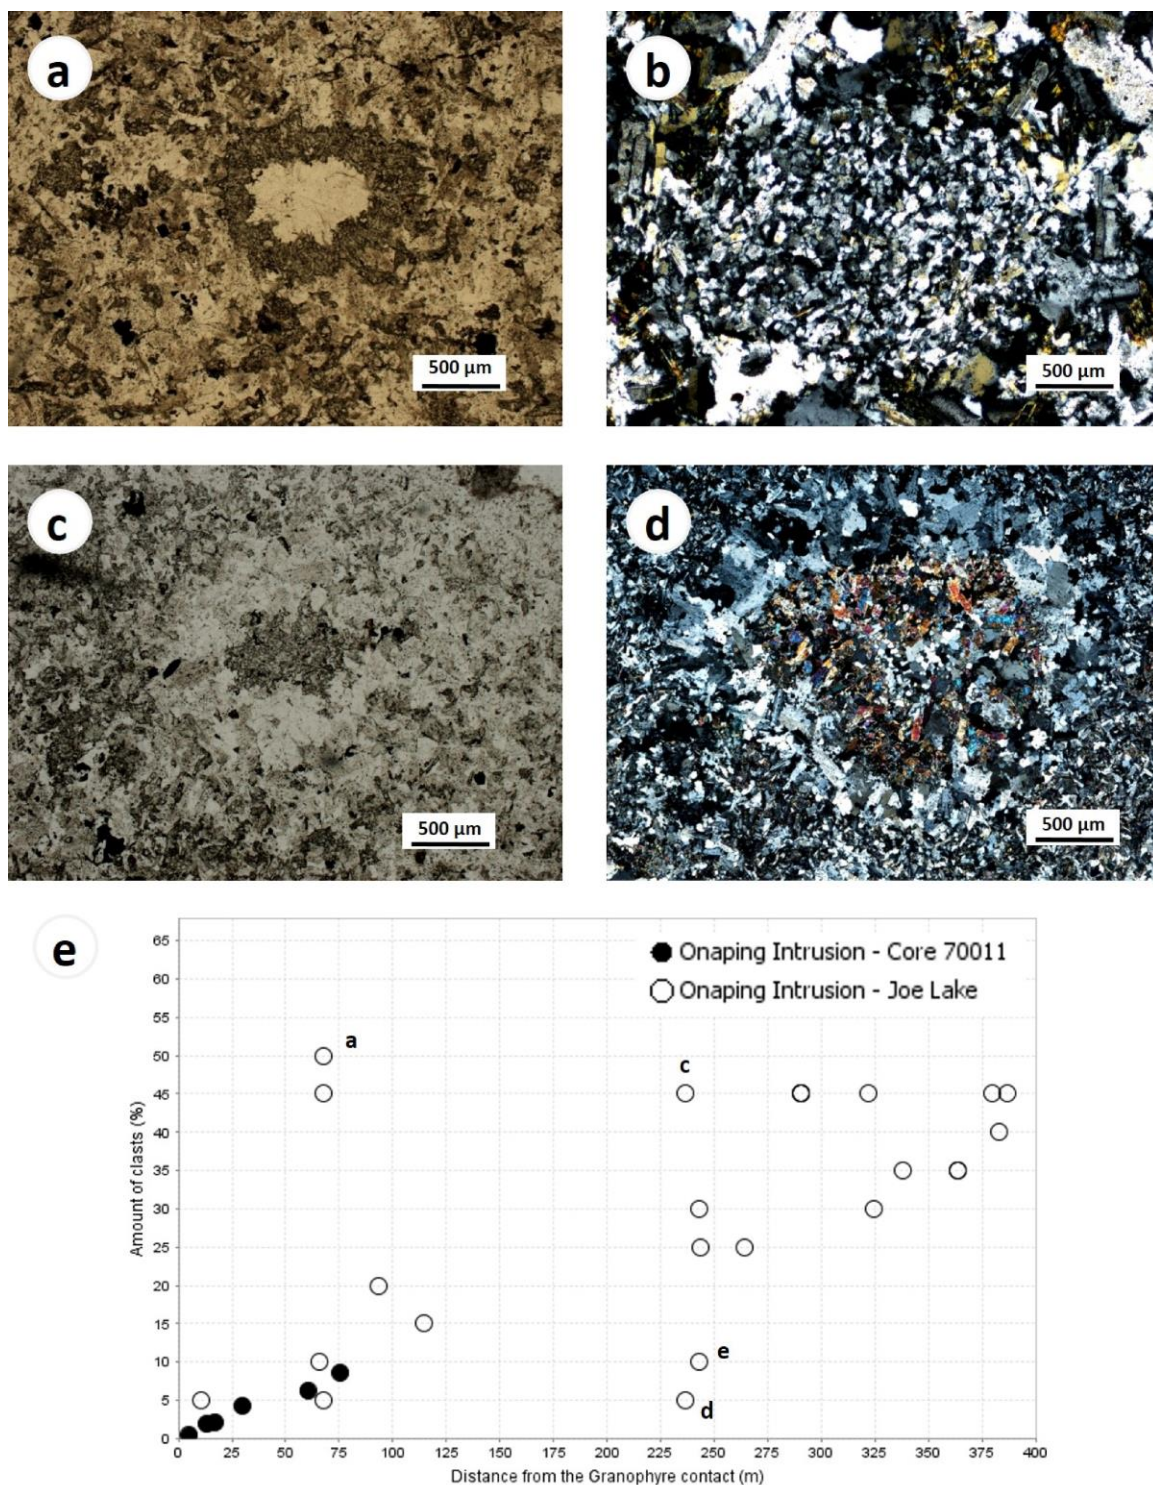 a
b
500 µm
500 µm
c
d
500 µm
500 µm
e
65
60
55
50
45
40
35
30
25
20
15
10
5
0
Amount of clasts (%)
Onaping Intrusion - Core 70011
Onaping Intrusion - Joe Lake
a
c
e
d
0 25 50 75 100 125 150 175 200 225 250 275 300 325 350 375 400
Distance from the Granophyre contact (m)